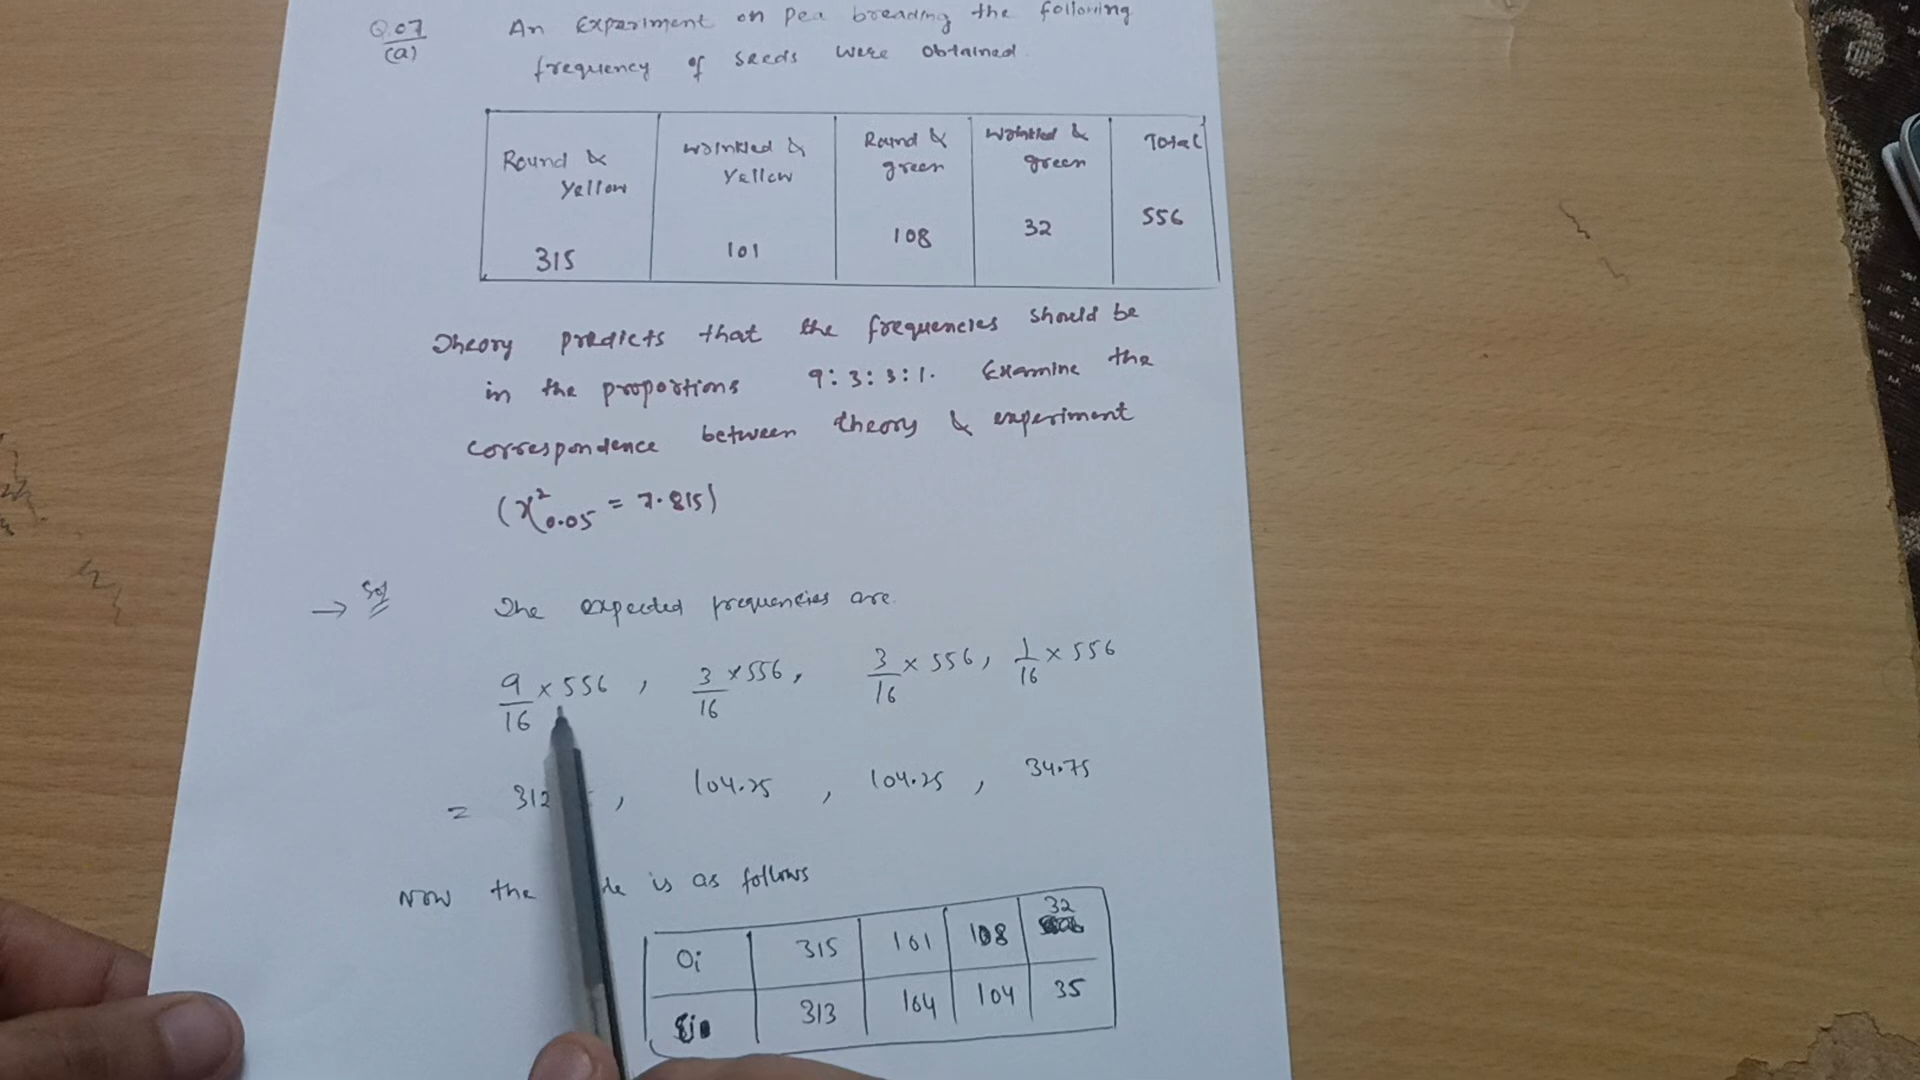 Q.07
(a)
An Experiment on pea breading the following
frequency of seeds were obtained
Round & Yellow
wrinkled & Yellow
Round & green
wrinkled & green
Total
315
101
108
32
556
Theory predicts that the frequencies should be
in the proportions 9:3:3:1. Examine the
correspondence between theory & experiment
(χ²0.05 = 7.815)
→ Sol
The expected frequencies are.
9/16 × 556 , 3/16 × 556, 3/16 × 556, 1/16 × 556
= 312 , 104.25 , 104.25 , 34.75
Now the is as follows
Oi 315 101 108 32
Ei 313 104 104 35